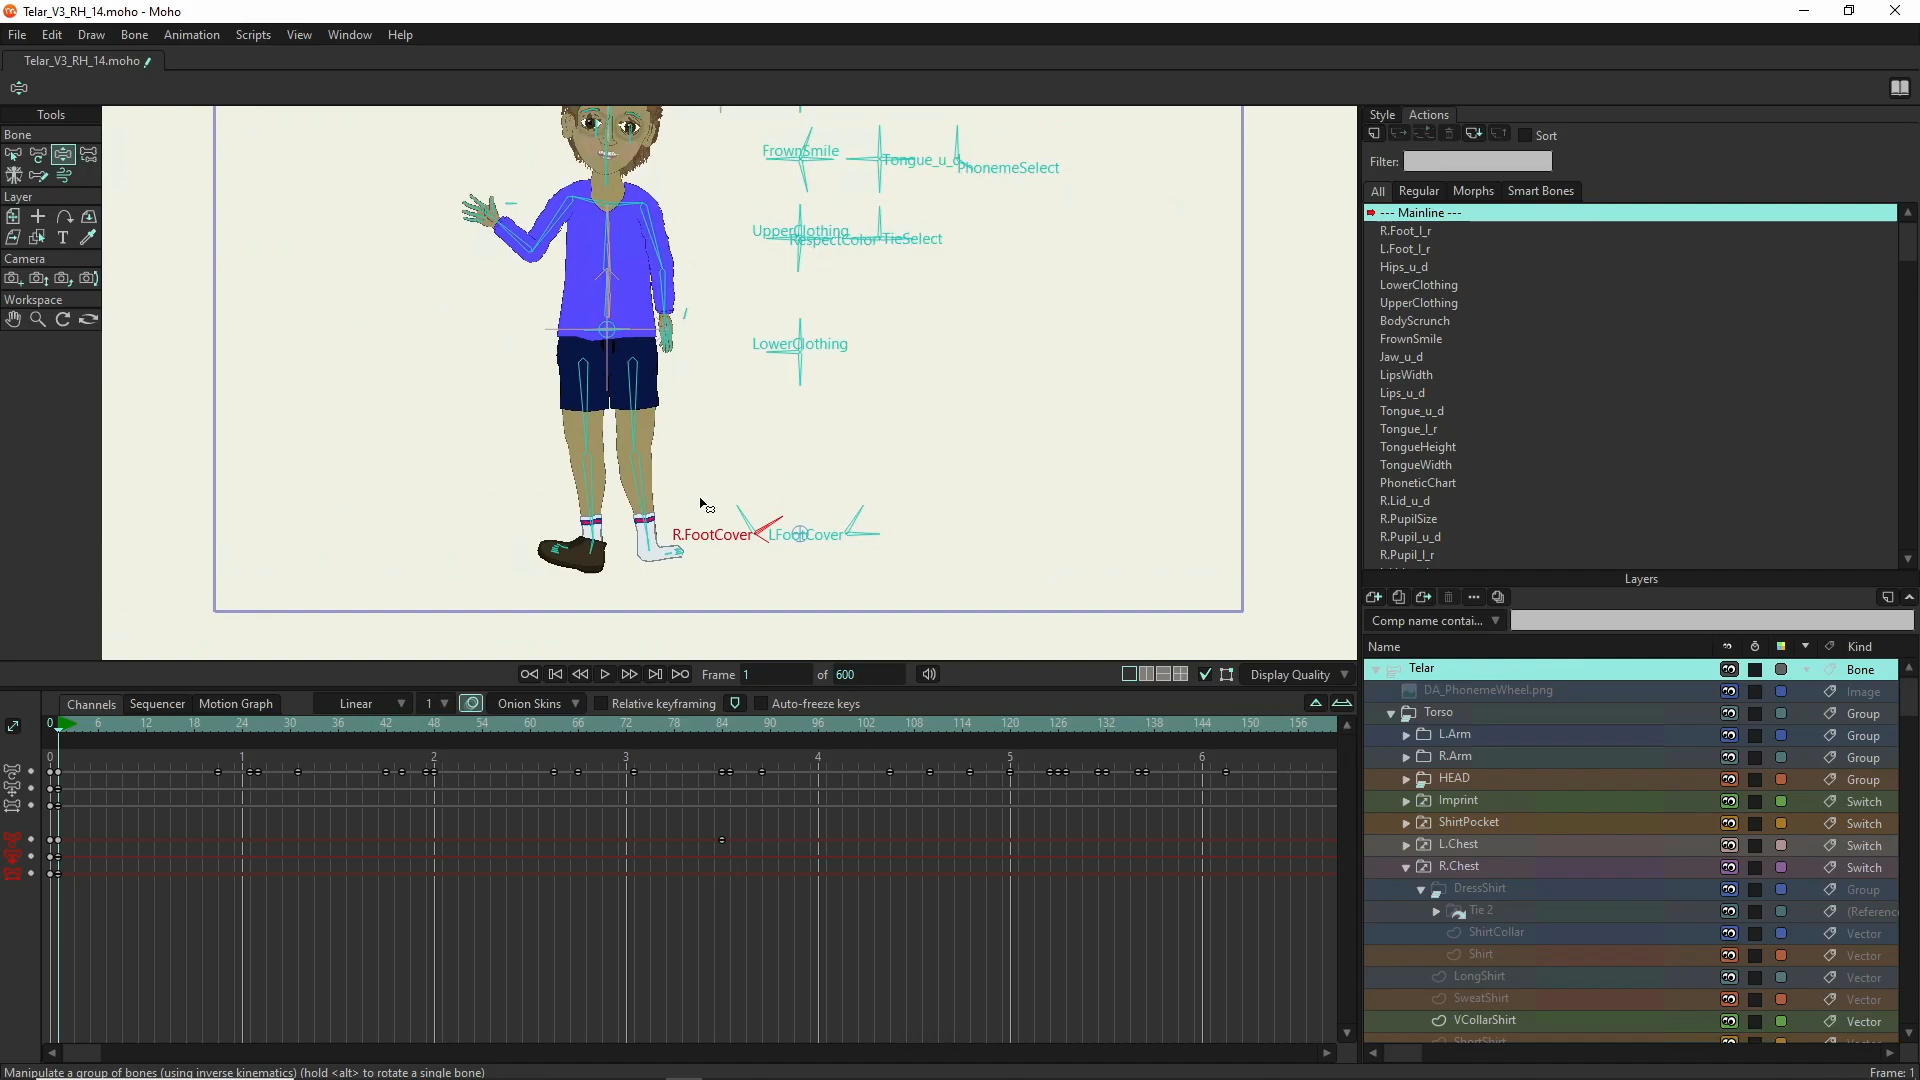 Telar_V3_RH_14.moho - Moho
File Edit Draw Bone Animation Scripts View Window Help
Telar_V3_RH_14.moho
Tools
Bone
Layer
Camera
Workspace
FrownSmile
Tongue_u_d
PhonemeSelect
UpperClothing
RespectColor
TieSelect
LowerClothing
R.FootCover
LFootCover
Style Actions
Sort
Filter:
All Regular Morphs Smart Bones
--- Mainline ---
R.Foot_l_r
L.Foot_l_r
Hips_u_d
LowerClothing
UpperClothing
BodyScrunch
FrownSmile
Jaw_u_d
LipsWidth
Lips_u_d
Tongue_u_d
Tongue_l_r
TongueHeight
TongueWidth
PhoneticChart
R.Lid_u_d
R.PupilSize
R.Pupil_u_d
R.Pupil_l_r
Layers
Comp name contai...
Name Kind
Telar Bone
DA_PhonemeWheel.png Image
Torso Group
L.Arm Group
R.Arm Group
HEAD Group
Imprint Switch
ShirtPocket Switch
L.Chest Switch
R.Chest Switch
DressShirt Group
Tie 2 (Referenc
ShirtCollar Vector
Shirt Vector
LongShirt Vector
SweatShirt Vector
VCollarShirt Vector
Frame 1 of 600
Display Quality
Channels Sequencer Motion Graph Linear 1 Onion Skins Relative keyframing Auto-freeze keys
0 6 12 18 24 30 36 42 48 54 60 66 72 78 84 90 96 102 108 114 120 126 132 138 144 150 156
0 1 2 3 4 5 6
Manipulate a group of bones (using inverse kinematics) (hold <alt> to rotate a single bone)
Frame: 1